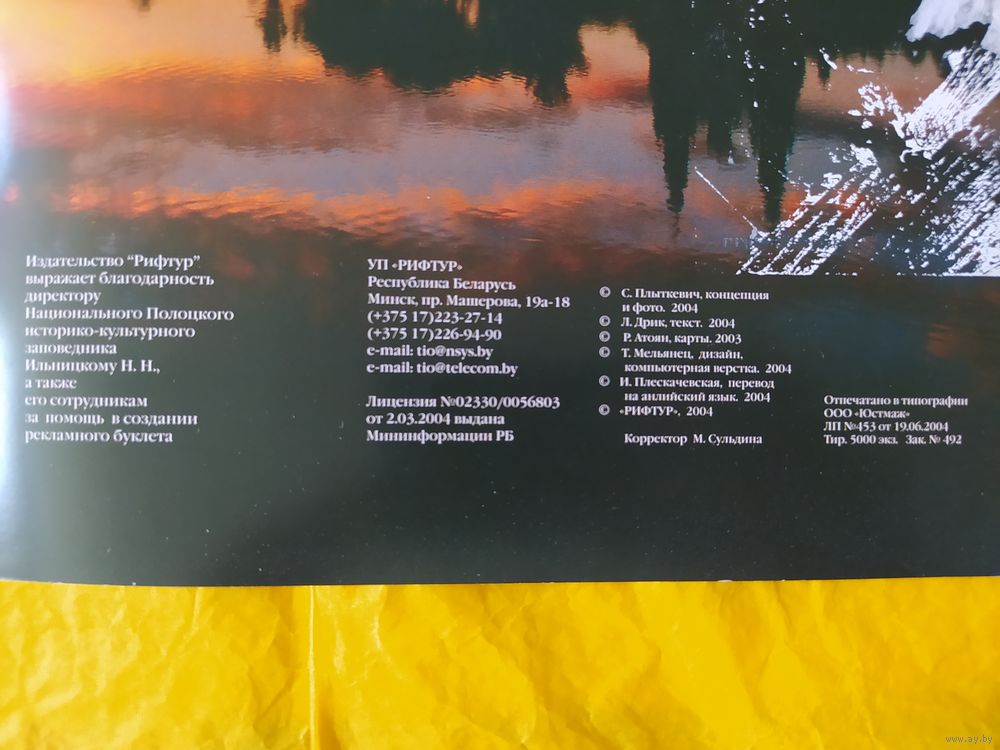 Издательство “Рифтур”
выражает благодарность
директору
Национального Полоцкого
историко-культурного
заповедника
Ильницкому Н. Н.,
а также
его сотрудникам
за помощь в создании
рекламного буклета
УП «РИФТУР»
Республика Беларусь
Минск, пр. Машерова, 19а-18
(+375 17)223-27-14
(+375 17)226-94-90
e-mail: tio@nsys.by
e-mail: tio@telecom.by
Лицензия №02330/0056803
от 2.03.2004 выдана
Мининформации РБ
© С. Плыткевич, концепция
и фото. 2004
© Л. Дрик, текст. 2004
© Р. Атоян, карты. 2003
© Т. Мельянец, дизайн,
компьютерная верстка. 2004
© И. Плескачевская, перевод
на анлийский язык. 2004
© «РИФТУР», 2004
Корректор М. Сульдина
Отпечатано в типографии
ООО «Юстмаж»
ЛП №453 от 19.06.2004
Тир. 5000 экз. Зак. № 492
www.ay.by